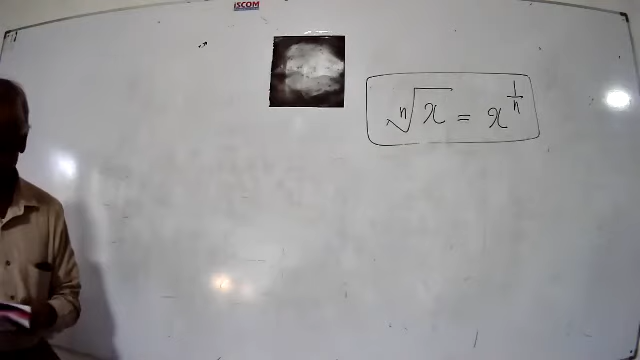 iSCOM
ⁿ√x = x^(1/n)